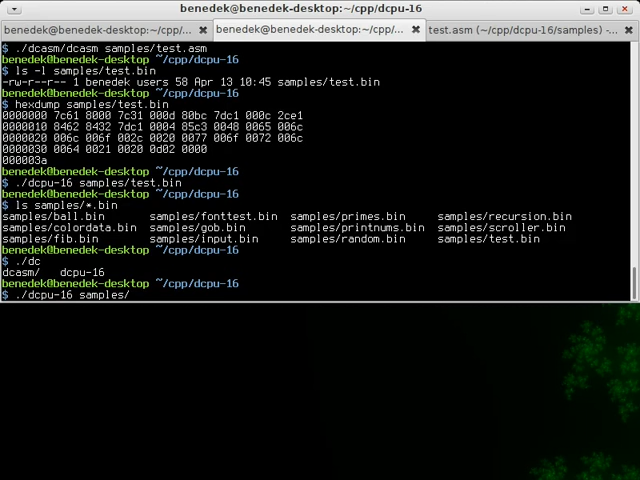 benedek@benedek-desktop:~/cpp/dcpu-16
benedek@benedek-desktop:~/cpp/... benedek@benedek-desktop:~/cpp/... test.asm (~/cpp/dcpu-16/samples) -...
$ ./dcasm/dcasm samples/test.asm
benedek@benedek-desktop ~/cpp/dcpu-16
$ ls -l samples/test.bin
-rw-r--r-- 1 benedek users 58 Apr 13 10:45 samples/test.bin
benedek@benedek-desktop ~/cpp/dcpu-16
$ hexdump samples/test.bin
0000000 7c61 8000 7c31 000d 80bc 7dc1 000c 2ce1
0000010 8462 8432 7dc1 0004 85c3 0048 0065 006c
0000020 006c 006f 002c 0020 0077 006f 0072 006c
0000030 0064 0021 0020 0d02 0000
000003a
benedek@benedek-desktop ~/cpp/dcpu-16
$ ./dcpu-16 samples/test.bin
benedek@benedek-desktop ~/cpp/dcpu-16
$ ls samples/*.bin
samples/ball.bin samples/fonttest.bin samples/primes.bin samples/recursion.bin
samples/colordata.bin samples/gob.bin samples/printnums.bin samples/scroller.bin
samples/fib.bin samples/input.bin samples/random.bin samples/test.bin
benedek@benedek-desktop ~/cpp/dcpu-16
$ ./dc
dcasm/ dcpu-16
benedek@benedek-desktop ~/cpp/dcpu-16
$ ./dcpu-16 samples/